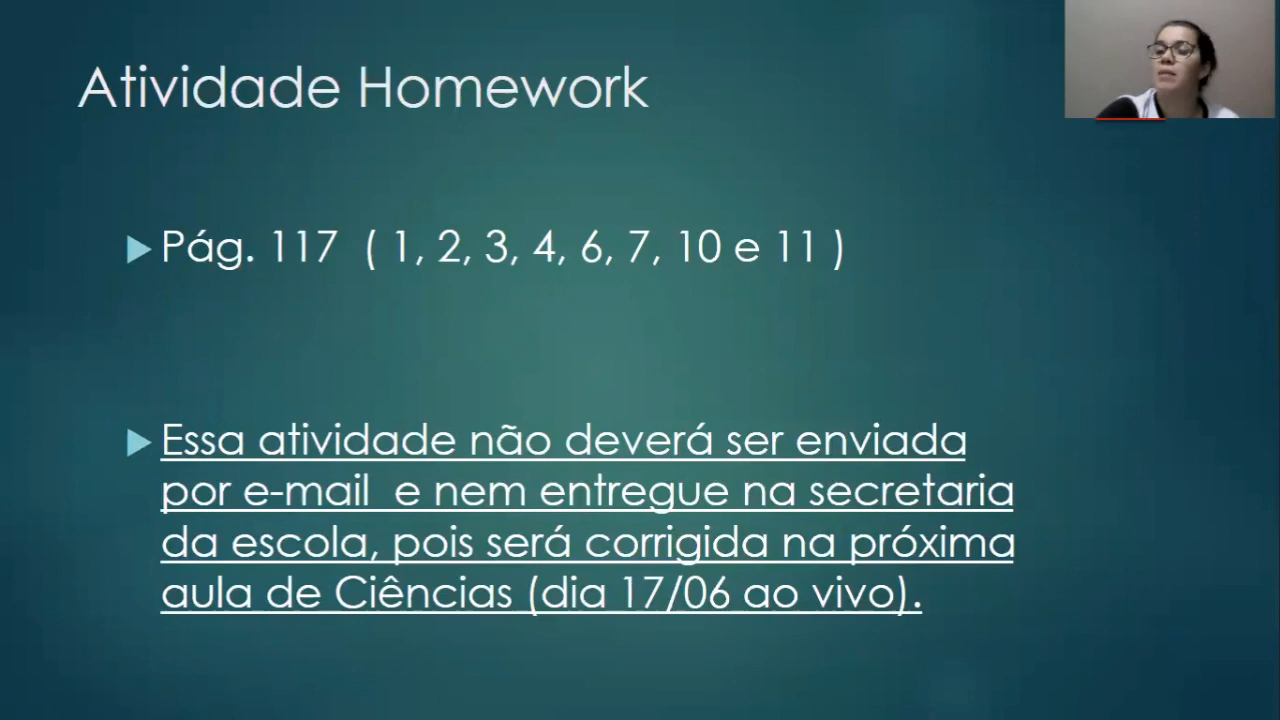 Atividade Homework
Pág. 117 ( 1, 2, 3, 4, 6, 7, 10 e 11 )
Essa atividade não deverá ser enviada
por e-mail e nem entregue na secretaria
da escola, pois será corrigida na próxima
aula de Ciências (dia 17/06 ao vivo).